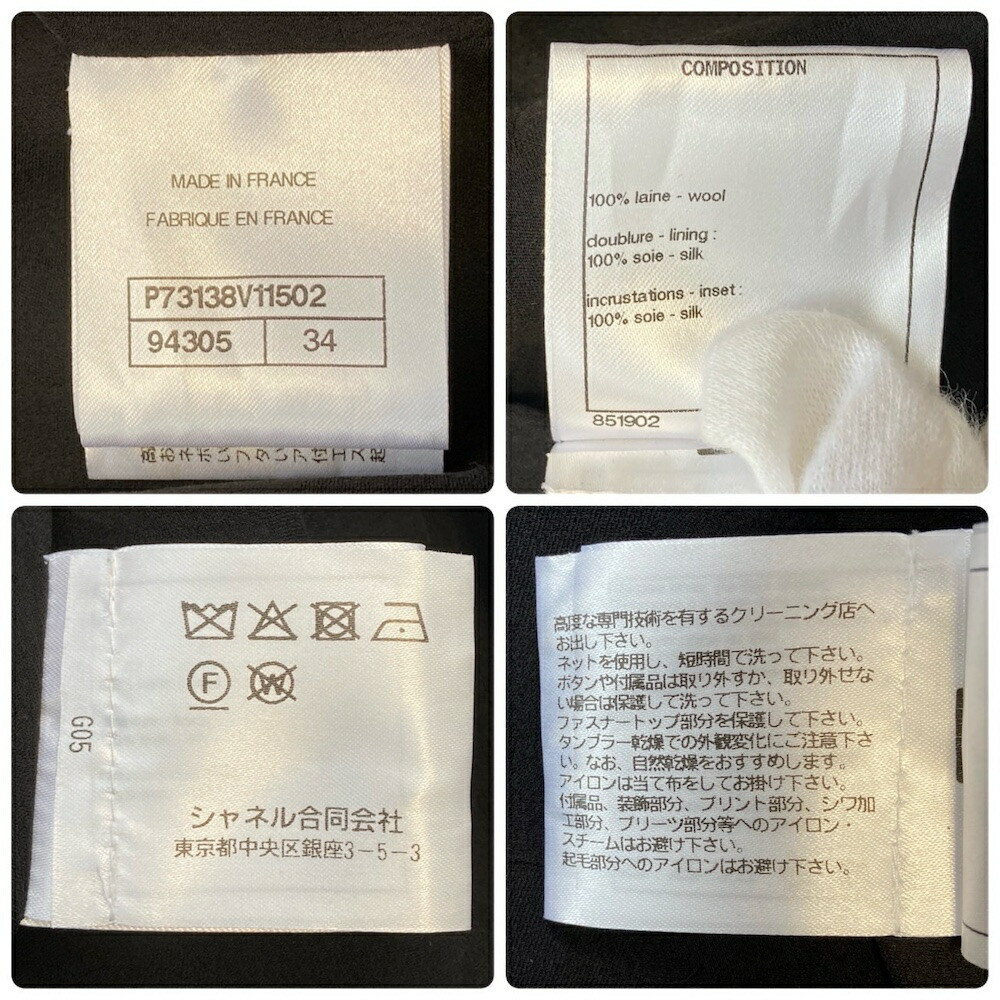 MADE IN FRANCE
FABRIQUE EN FRANCE
P73138V11502
94305 34
COMPOSITION
100% laine - wool
doublure - lining :
100% soie - silk
incrustations - inset :
100% soie - silk
851902
F
W
G05
シャネル合同会社
東京都中央区銀座3-5-3
高度な専門技術を有するクリーニング店へ
お出し下さい。
ネットを使用し、短時間で洗って下さい。
ボタンや付属品は取り外すか、取り外せな
い場合は保護して洗って下さい。
ファスナートップ部分を保護して下さい。
タンブラー乾燥での外観変化にご注意下さ
い。なお、自然乾燥をおすすめします。
アイロンは当て布をしてお掛け下さい。
付属品、装飾部分、プリント部分、シワ加
工部分、プリーツ部分等へのアイロン・
スチームはお避け下さい。
起毛部分へのアイロンはお避け下さい。